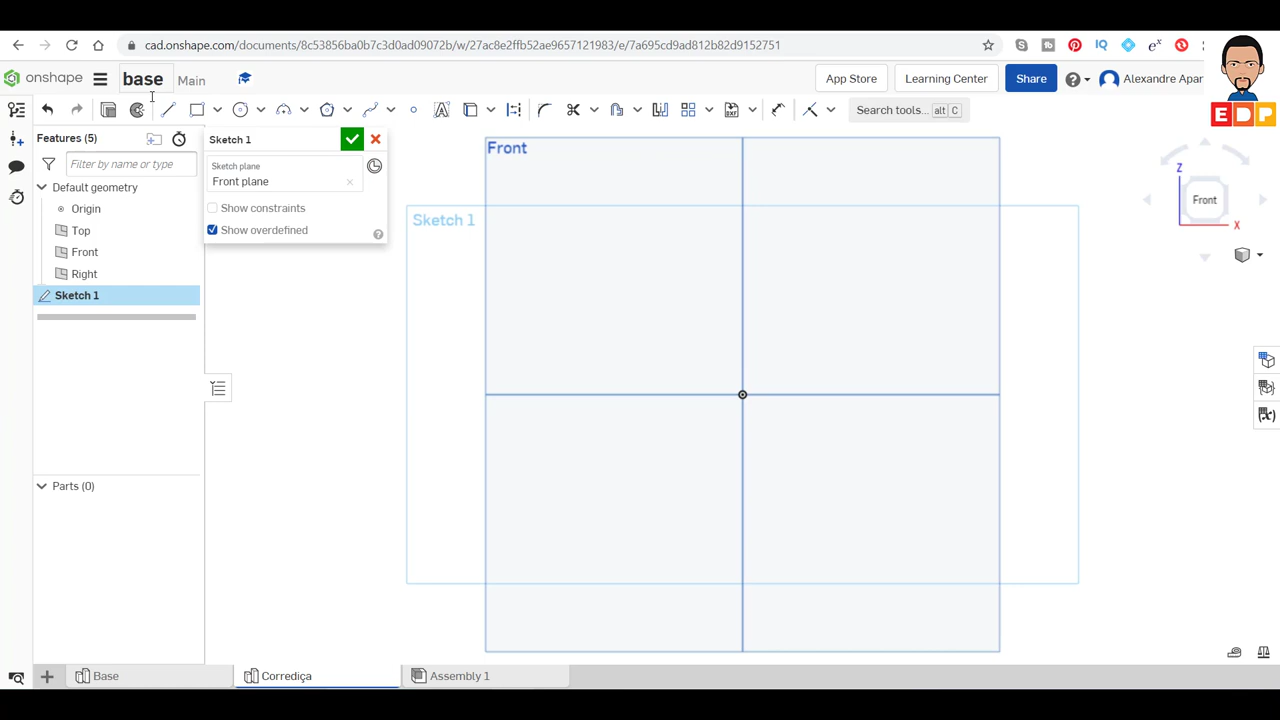 cad.onshape.com/documents/8c53856ba0b7c3d0ad09072b/w/27ac8e2ffb52ae9657121983/e/7a695cd9ad812b82d9152751
onshape
base
Main
App Store
Learning Center
Share
Alexandre Apar
EDP
Search tools... alt C
Features (5)
Filter by name or type
Default geometry
Origin
Top
Front
Right
Sketch 1
Parts (0)
Sketch 1
Sketch plane
Front plane
Show constraints
Show overdefined
Front
Sketch 1
Z
Front
X
Base
Corrediça
Assembly 1